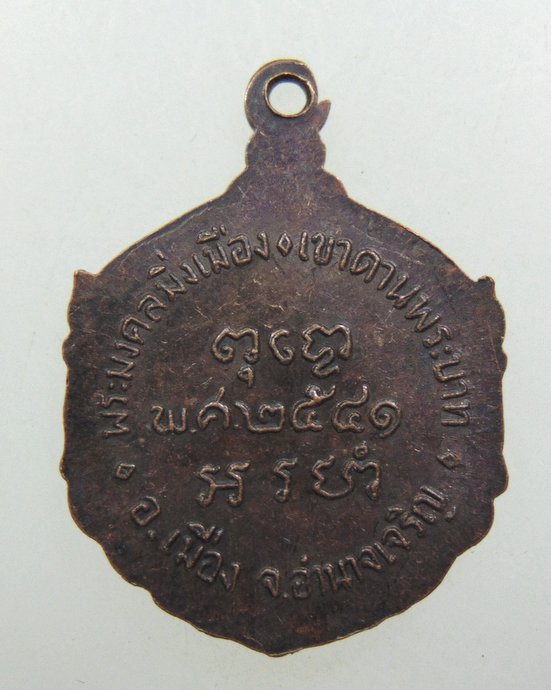 พระมงคลมิ่งเมือง เขาดานพระบาท
พ.ศ.๒๕๔๑
อ.เมือง จ.อำนาจเจริญ